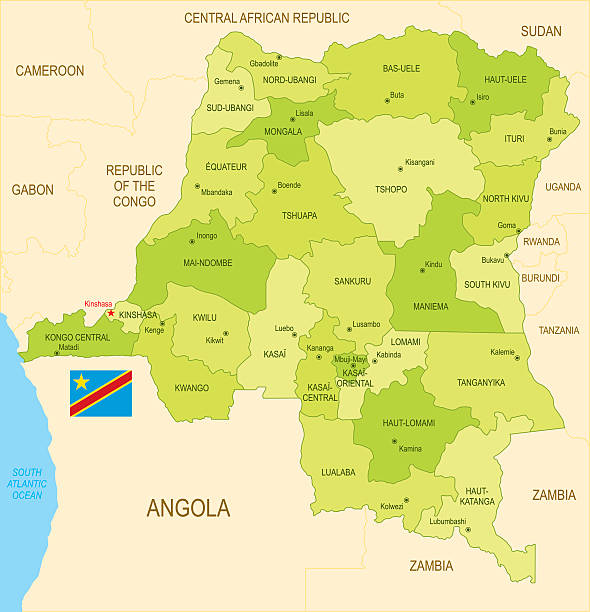 CENTRAL AFRICAN REPUBLIC
SUDAN
CAMEROON
Gbadolite
Gemena
NORD-UBANGI
BAS-UELE
HAUT-UELE
SUD-UBANGI
Buta
Isiro
Lisala
MONGALA
ITURI
Bunia
REPUBLIC
OF THE
CONGO
ÉQUATEUR
Kisangani
GABON
Mbandaka
Boende
TSHOPO
UGANDA
NORTH KIVU
TSHUAPA
Goma
Inongo
RWANDA
MAI-NDOMBE
Kindu
Bukavu
SANKURU
SOUTH KIVU
BURUNDI
Kinshasa
KINSHASA
MANIEMA
KWILU
Lusambo
TANZANIA
Kenge
Luebo
KONGO CENTRAL
Kikwit
LOMAMI
Matadi
KASAÏ
Kananga
Mbuji-Mayi
Kabinda
Kalemie
KASAÏ-
ORIENTAL
TANGANYIKA
KWANGO
KASAÏ-
CENTRAL
HAUT-LOMAMI
Kamina
SOUTH
ATLANTIC
OCEAN
LUALABA
HAUT-
KATANGA
ZAMBIA
ANGOLA
Kolwezi
Lubumbashi
ZAMBIA